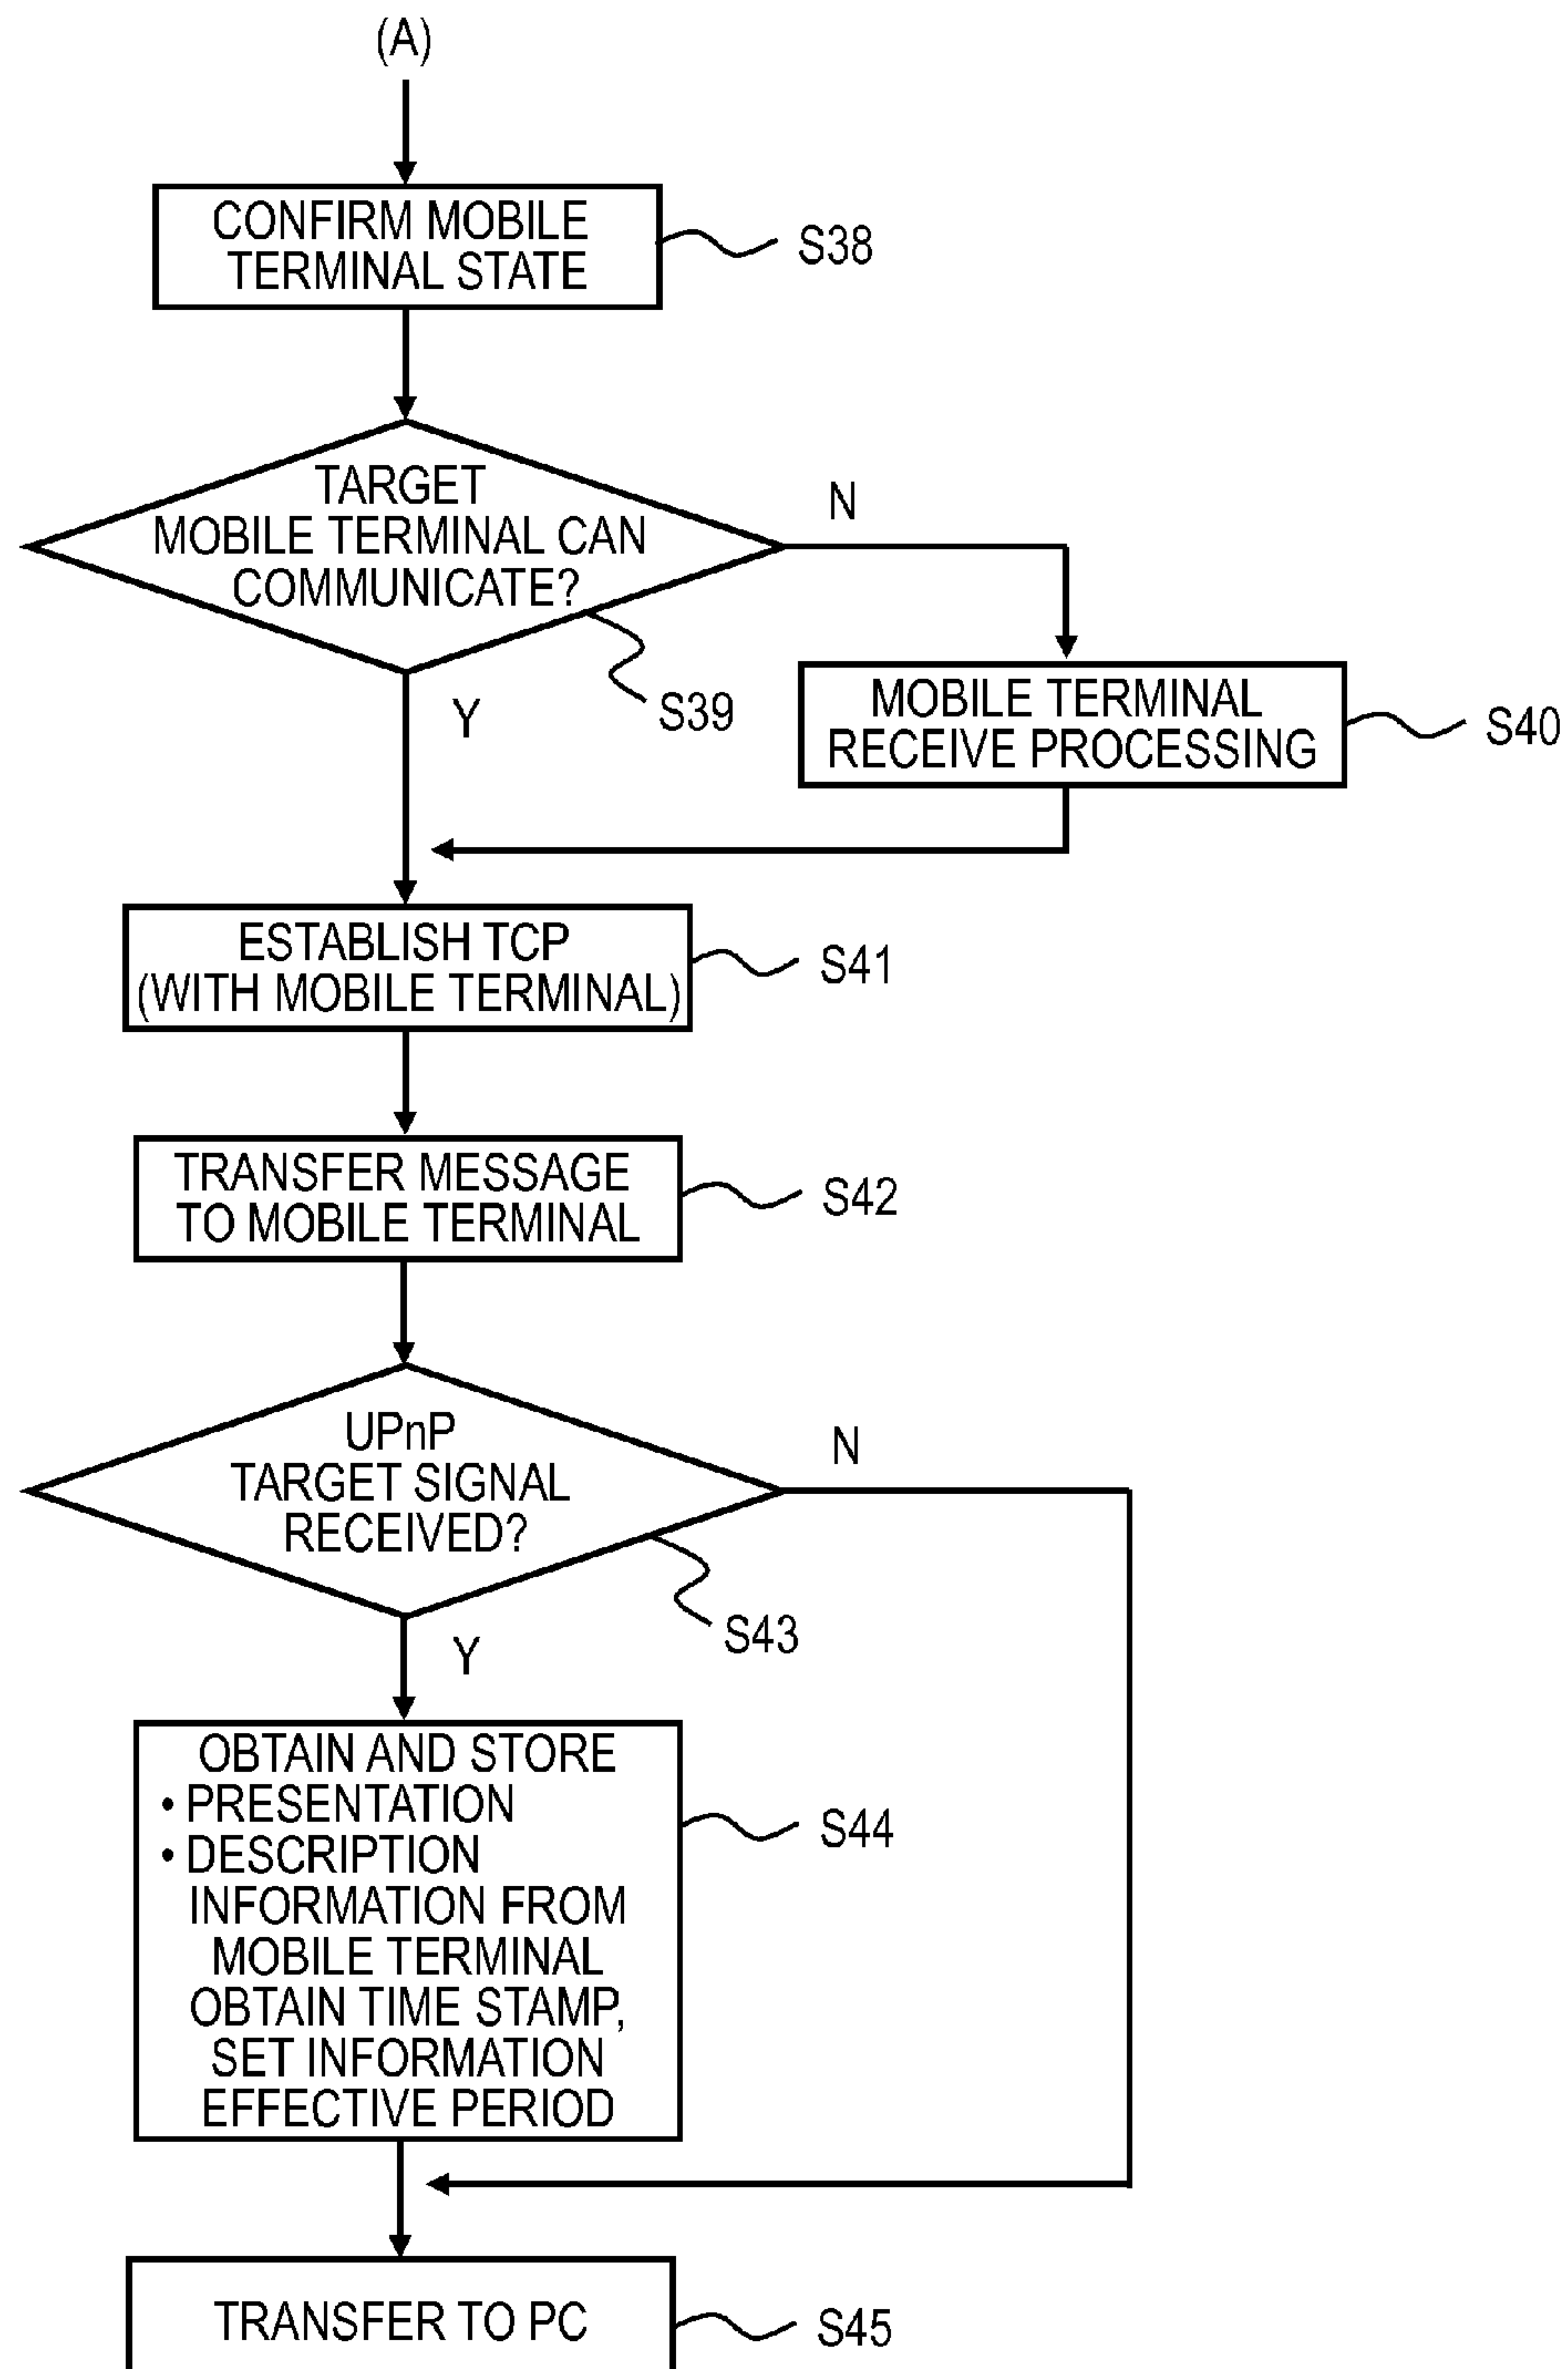 (A)
CONFIRM MOBILE
TERMINAL STATE
S38
TARGET
MOBILE TERMINAL CAN
COMMUNICATE?
N
Y
S39
MOBILE TERMINAL
RECEIVE PROCESSING
S40
ESTABLISH TCP
(WITH MOBILE TERMINAL)
S41
TRANSFER MESSAGE
TO MOBILE TERMINAL
S42
UPnP
TARGET SIGNAL
RECEIVED?
N
Y
S43
OBTAIN AND STORE
• PRESENTATION
• DESCRIPTION
INFORMATION FROM
MOBILE TERMINAL
OBTAIN TIME STAMP,
SET INFORMATION
EFFECTIVE PERIOD
S44
TRANSFER TO PC
S45